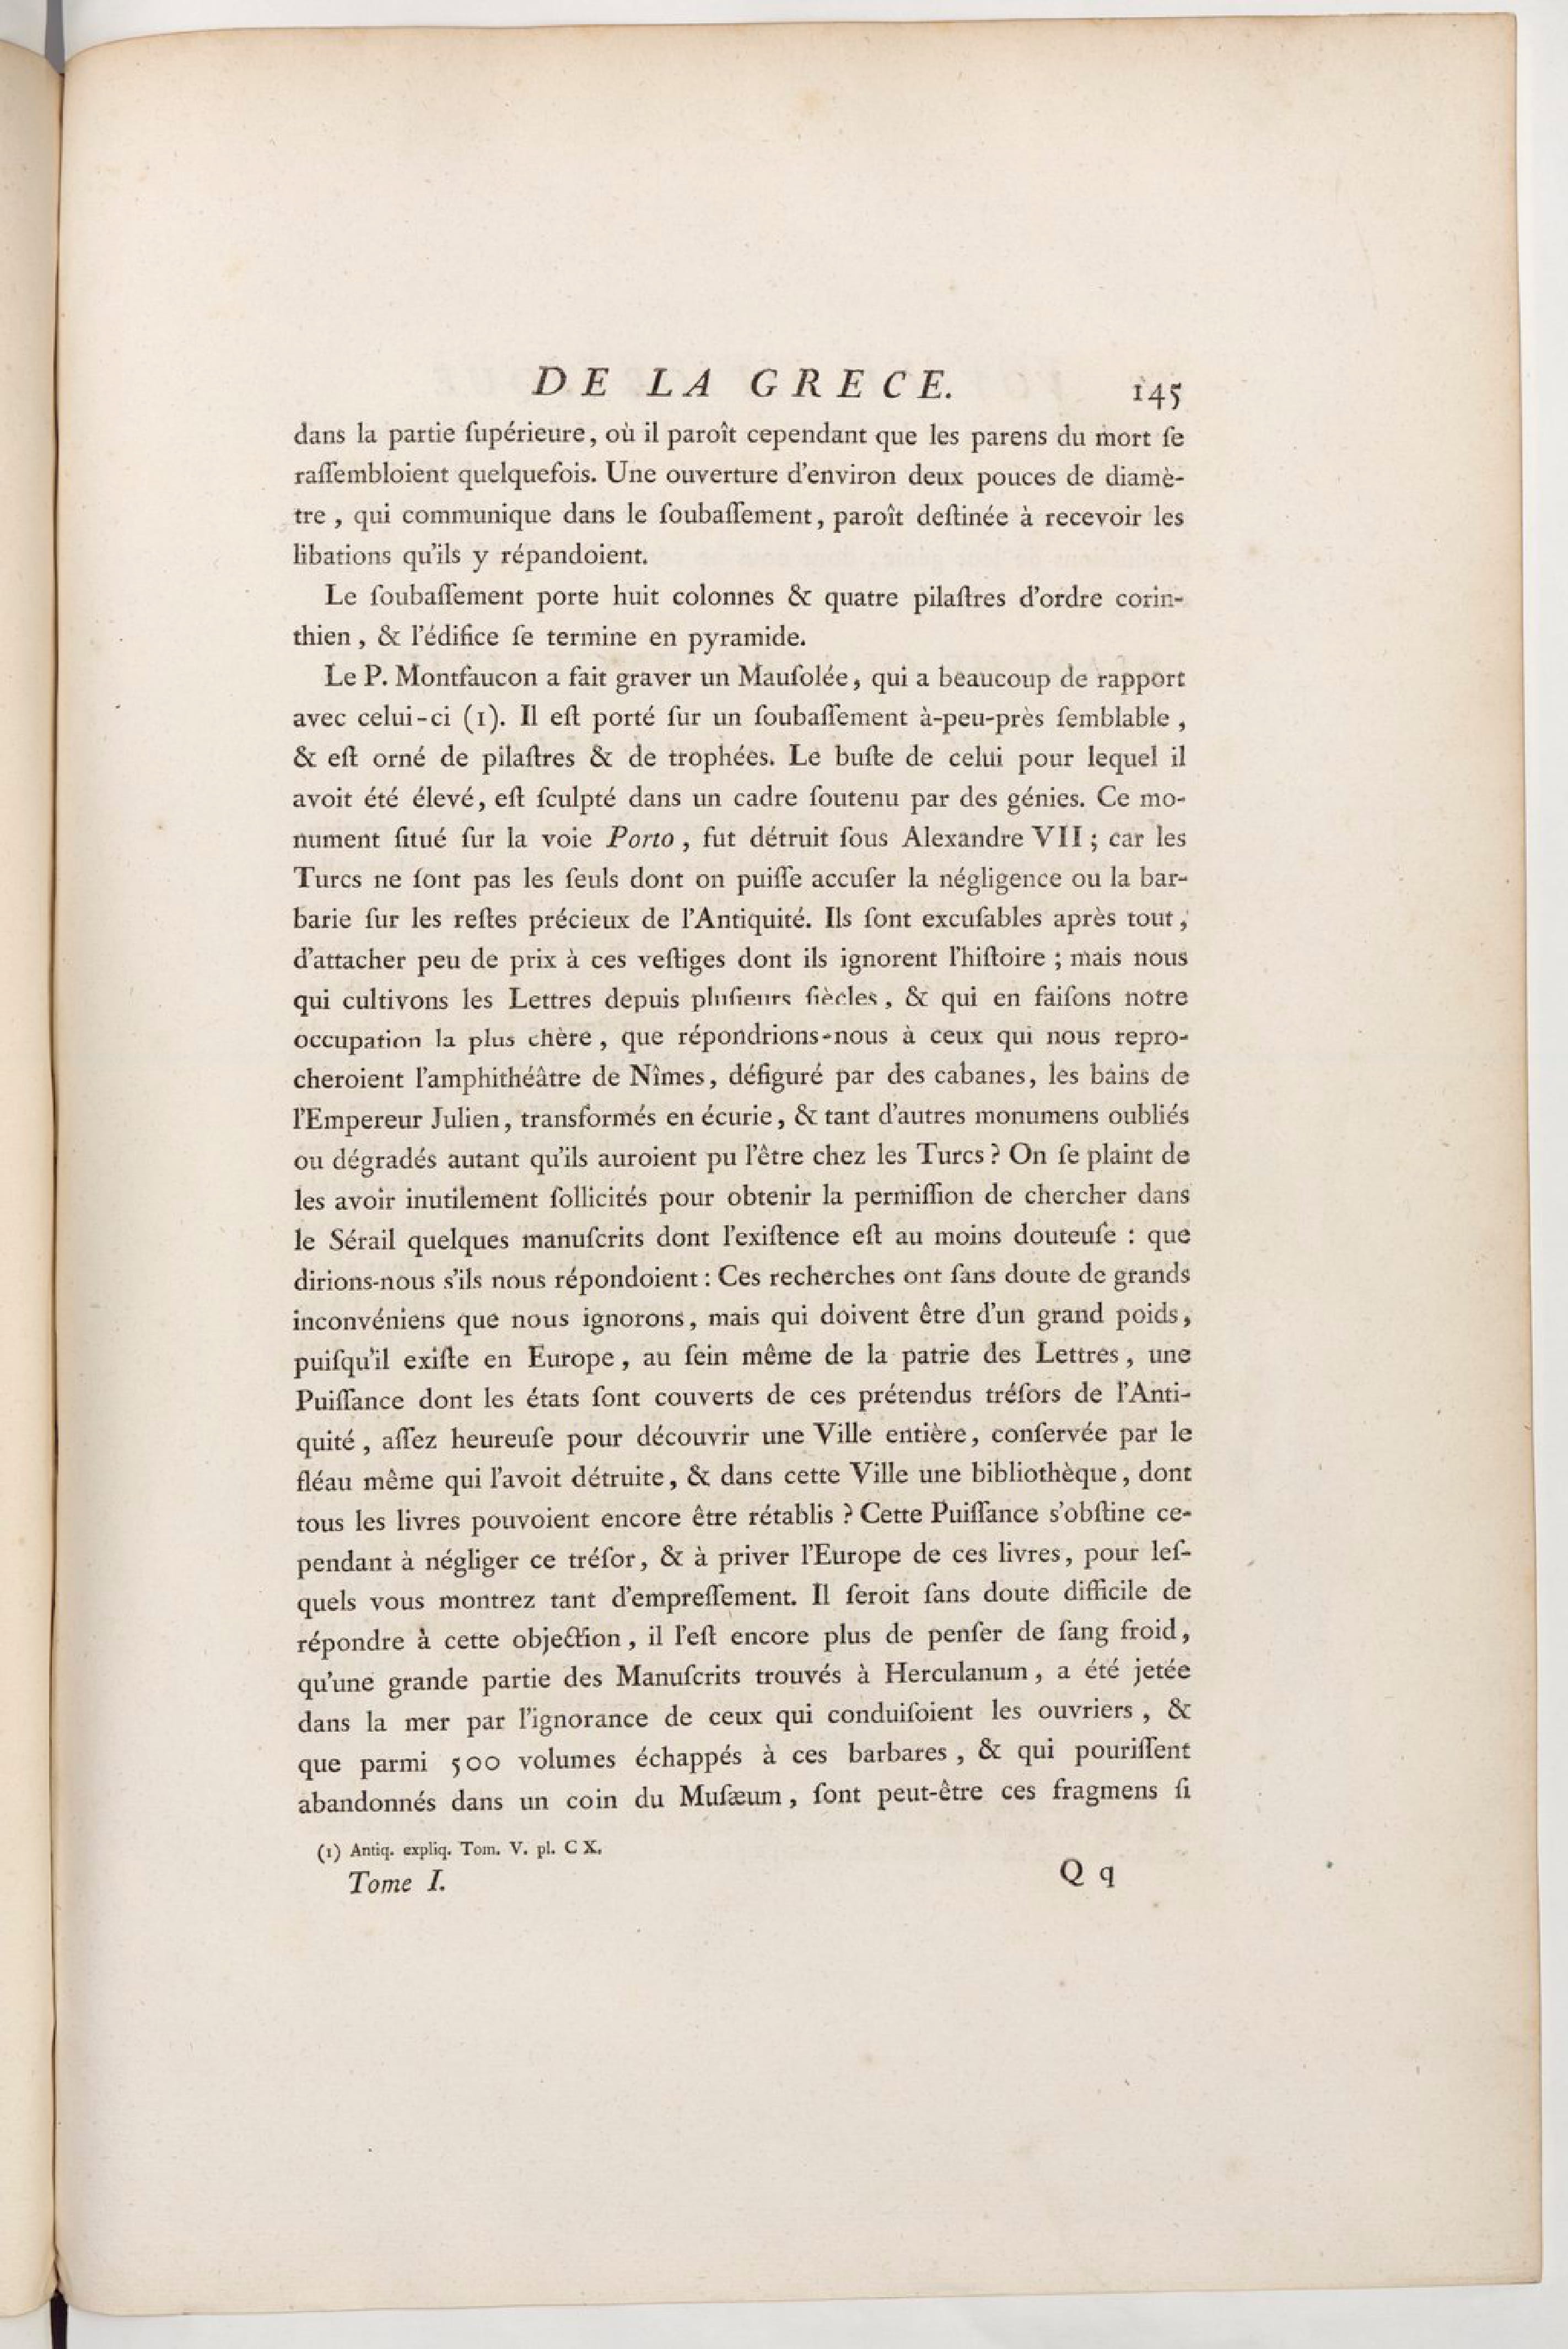 DE LA GRECE. 145
dans la partie ſupérieure, où il paroît cependant que les parens du mort ſe
raſſembloient quelquefois. Une ouverture d'environ deux pouces de diamè-
tre, qui communique dans le ſoubaſſement, paroît deſtinée à recevoir les
libations qu'ils y répandoient.
Le ſoubaſſement porte huit colonnes & quatre pilaſtres d'ordre corin-
thien, & l'édifice ſe termine en pyramide.
Le P. Montfaucon a fait graver un Mauſolée, qui a beaucoup de rapport
avec celui-ci (1). Il eſt porté ſur un ſoubaſſement à-peu-près ſemblable,
& eſt orné de pilaſtres & de trophées. Le buſte de celui pour lequel il
avoit été élevé, eſt ſculpté dans un cadre ſoutenu par des génies. Ce mo-
nument ſitué ſur la voie Porto, fut détruit ſous Alexandre VII; car les
Turcs ne ſont pas les ſeuls dont on puiſſe accuſer la négligence ou la bar-
barie ſur les reſtes précieux de l'Antiquité. Ils ſont excuſables après tout,
d'attacher peu de prix à ces veſtiges dont ils ignorent l'hiſtoire; mais nous
qui cultivons les Lettres depuis pluſieurs ſiècles, & qui en faiſons notre
occupation la plus chère, que répondrions-nous à ceux qui nous repro-
cheroient l'amphithéâtre de Nîmes, défiguré par des cabanes, les bains de
l'Empereur Julien, transformés en écurie, & tant d'autres monumens oubliés
ou dégradés autant qu'ils auroient pu l'être chez les Turcs? On ſe plaint de
les avoir inutilement ſollicités pour obtenir la permiſſion de chercher dans
le Sérail quelques manuſcrits dont l'exiſtence eſt au moins douteuſe : que
dirions-nous s'ils nous répondoient : Ces recherches ont ſans doute de grands
inconvéniens que nous ignorons, mais qui doivent être d'un grand poids,
puiſqu'il exiſte en Europe, au ſein même de la patrie des Lettres, une
Puiſſance dont les états ſont couverts de ces prétendus tréſors de l'Anti-
quité, aſſez heureuſe pour découvrir une Ville entière, conſervée par le
fléau même qui l'avoit détruite, & dans cette Ville une bibliothèque, dont
tous les livres pouvoient encore être rétablis? Cette Puiſſance s'obſtine ce-
pendant à négliger ce tréſor, & à priver l'Europe de ces livres, pour leſ-
quels vous montrez tant d'empreſſement. Il ſeroit ſans doute difficile de
répondre à cette objection, il l'eſt encore plus de penſer de ſang froid,
qu'une grande partie des Manuſcrits trouvés à Herculanum, a été jetée
dans la mer par l'ignorance de ceux qui conduiſoient les ouvriers, &
que parmi 500 volumes échappés à ces barbares, & qui pouriſſent
abandonnés dans un coin du Muſæum, ſont peut-être ces fragmens ſi
(1) Antiq. expliq. Tom. V. pl. CX.
Tome I. Q q